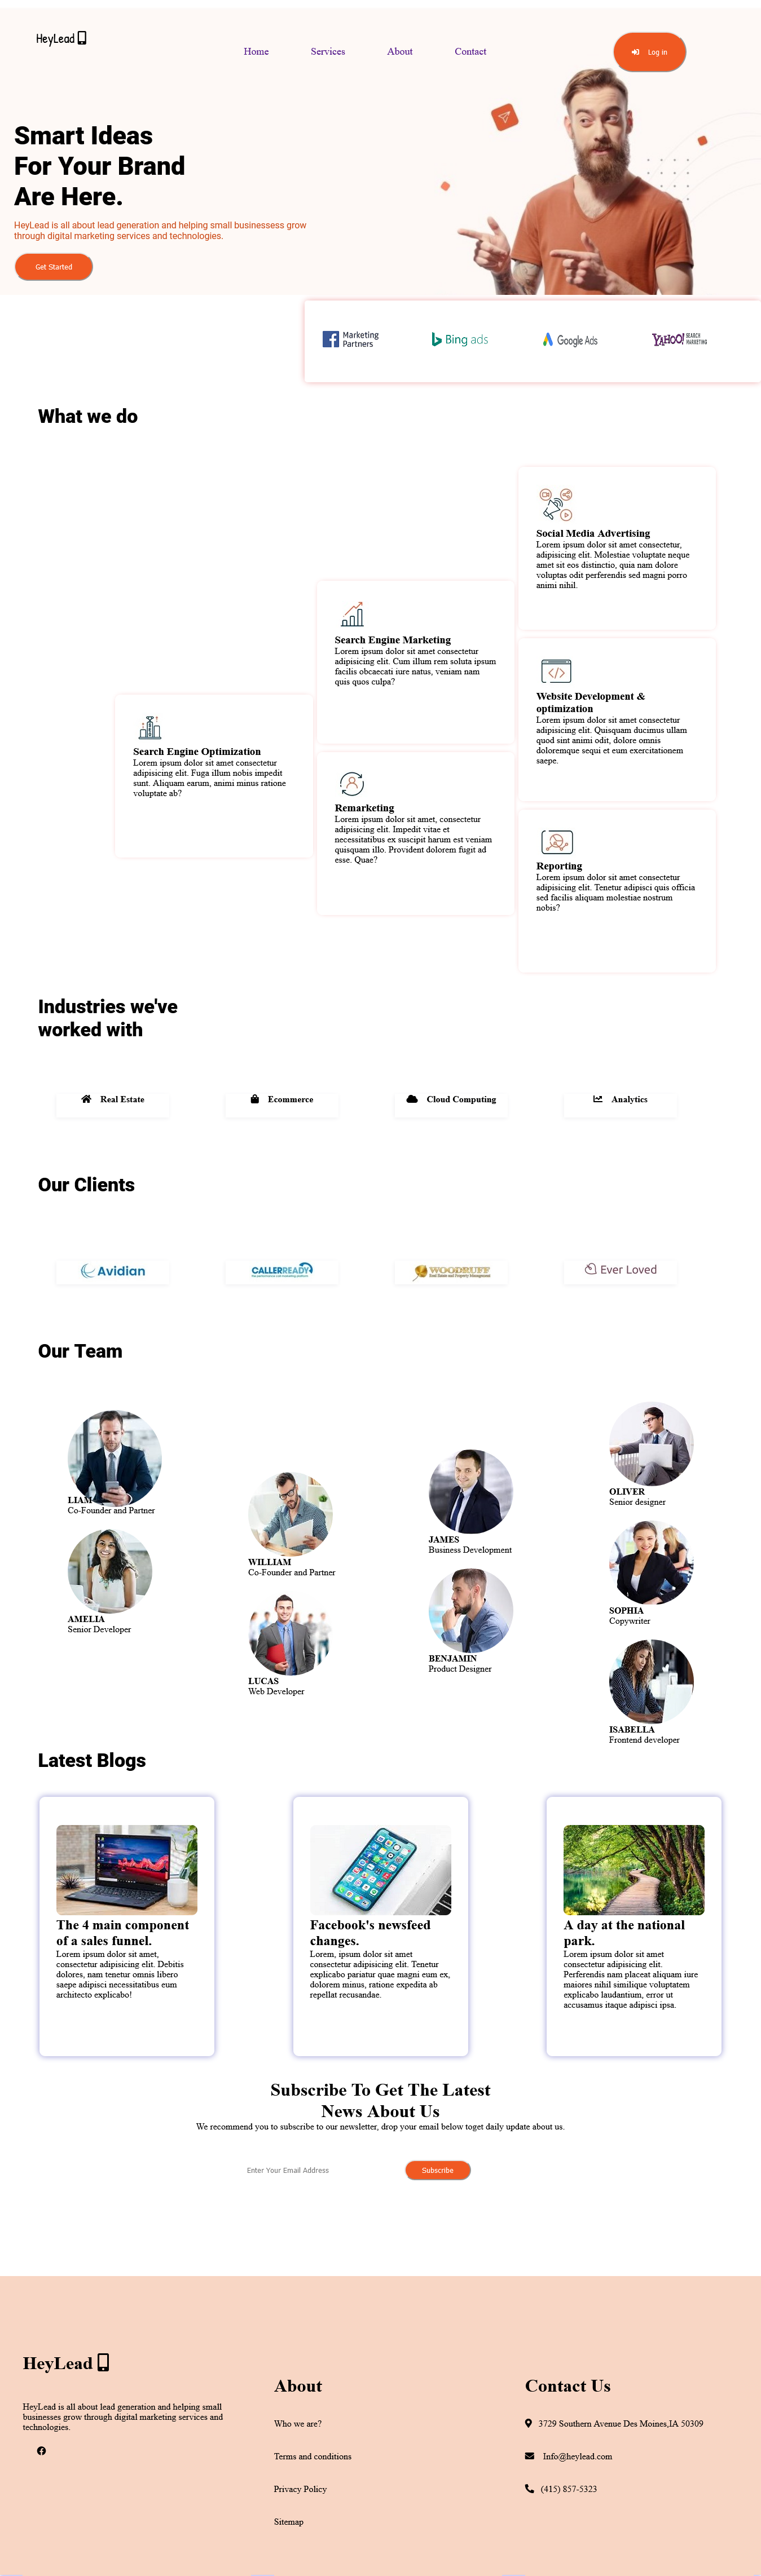 HeyLead
Home Services About Contact
Log in
Smart Ideas
For Your Brand
Are Here.
HeyLead is all about lead generation and helping small businessess grow
through digital marketing services and technologies.
Get Started
Marketing
Partners
Bing ads
Google Ads
YAHOO! SEARCH
MARKETING
What we do
Social Media Advertising
Lorem ipsum dolor sit amet consectetur,
adipisicing elit. Molestiae voluptate neque
amet sit eos distinctio, quia nam dolore
voluptas odit perferendis sed magni porro
animi nihil.
Search Engine Marketing
Lorem ipsum dolor sit amet consectetur
adipisicing elit. Cum illum rem soluta ipsum
facilis obcaecati iure natus, veniam nam
quis quos culpa?
Website Development &
optimization
Lorem ipsum dolor sit amet consectetur
adipisicing elit. Quisquam ducimus ullam
quod sint animi odit, dolore omnis
doloremque sequi et eum exercitationem
saepe.
Search Engine Optimization
Lorem ipsum dolor sit amet consectetur
adipisicing elit. Fuga illum nobis impedit
sunt. Aliquam earum, animi minus ratione
voluptate ab?
Remarketing
Lorem ipsum dolor sit amet, consectetur
adipisicing elit. Impedit vitae et
necessitatibus ex suscipit harum est veniam
quisquam illo. Provident dolorem fugit ad
esse. Quae?
Reporting
Lorem ipsum dolor sit amet consectetur
adipisicing elit. Tenetur adipisci quis officia
sed facilis aliquam molestiae nostrum
nobis?
Industries we've
worked with
Real Estate
Ecommerce
Cloud Computing
Analytics
Our Clients
Avidian
CALLERREADY
WOODRUFF
Real Estate and Property Management
Ever Loved
Our Team
LIAM
Co-Founder and Partner
AMELIA
Senior Developer
WILLIAM
Co-Founder and Partner
LUCAS
Web Developer
JAMES
Business Development
BENJAMIN
Product Designer
OLIVER
Senior designer
SOPHIA
Copywriter
ISABELLA
Frontend developer
Latest Blogs
The 4 main component
of a sales funnel.
Lorem ipsum dolor sit amet,
consectetur adipisicing elit. Debitis
dolores, nam tenetur omnis libero
saepe adipisci necessitatibus eum
architecto explicabo!
Facebook's newsfeed
changes.
Lorem, ipsum dolor sit amet
consectetur adipisicing elit. Tenetur
explicabo pariatur quae magni eum ex,
dolorem minus, ratione expedita ab
repellat recusandae.
A day at the national
park.
Lorem ipsum dolor sit amet
consectetur adipisicing elit.
Perferendis nam placeat aliquam iure
maiores nihil similique voluptatem
explicabo laudantium, error ut
accusamus itaque adipisci ipsa.
Subscribe To Get The Latest
News About Us
We recommend you to subscribe to our newsletter, drop your email below toget daily update about us.
Enter Your Email Address
Subscribe
HeyLead
HeyLead is all about lead generation and helping small
businesses grow through digital marketing services and
technologies.
About
Who we are?
Terms and conditions
Privacy Policy
Sitemap
Contact Us
3729 Southern Avenue Des Moines,IA 50309
Info@heylead.com
(415) 857-5323